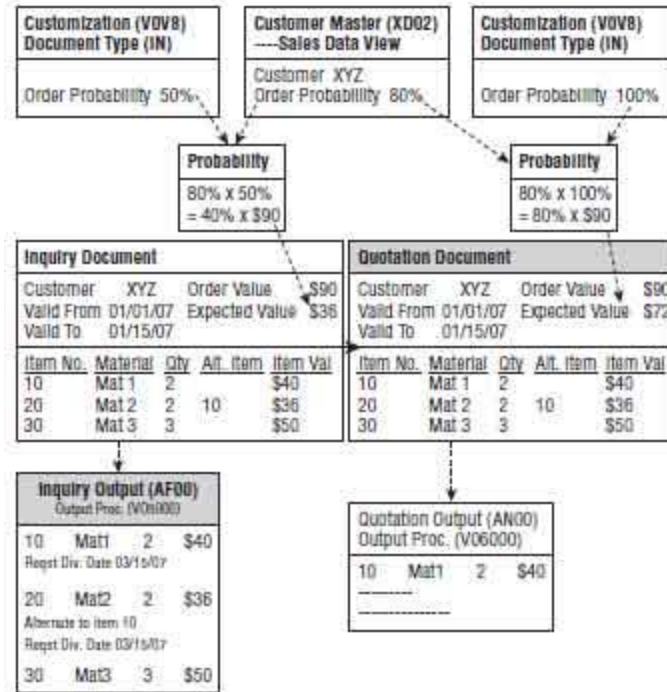 Customization (VOV8)
Document Type (IN)
Order Probability 50%
Customer Master (XD02)
----Sales Data View
Customer XYZ
Order Probability 80%
Customization (VOV8)
Document Type (IN)
Order Probability 100%
Probability
80% X 50%
= 40% X $90
Probability
80% X 100%
= 80% X $90
Inquiry Document
Customer XYZ Order Value $90
Valid From 01/01/07 Expected Value $36
Valid To 01/15/07
Item No. Material Qty Alt. Item Item Val
10 Mat 1 2 $40
20 Mat 2 2 10 $36
30 Mat 3 3 $50
Quotation Document
Customer XYZ Order Value $90
Valid From 01/01/07 Expected Value $72
Valid To 01/15/07
Item No. Material Qty Alt. Item Item Val
10 Mat 1 2 $40
20 Mat 2 2 10 $36
30 Mat 3 3 $50
Inquiry Output (AF00)
Output Proc.
10 Mat1 2 $40
Reqst Div. Date 03/15/07
20 Mat2 2 $36
Alternate to item 10
Reqst Div. Date 03/15/07
30 Mat3 3 $50
Quotation Output (AN00)
Output Proc. (V06000)
10 Mat1 2 $40